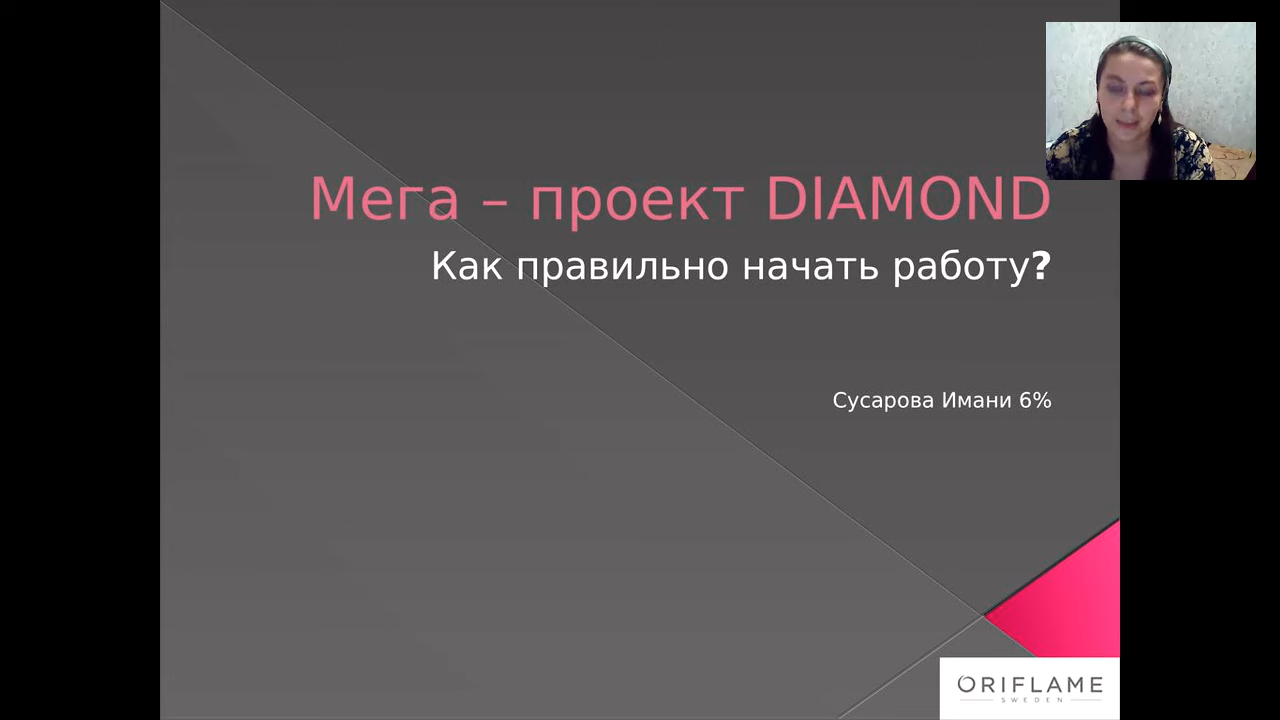 Мега – проект DIAMOND
Как правильно начать работу?
Сусарова Имани 6%
ORIFLAME
SWEDEN